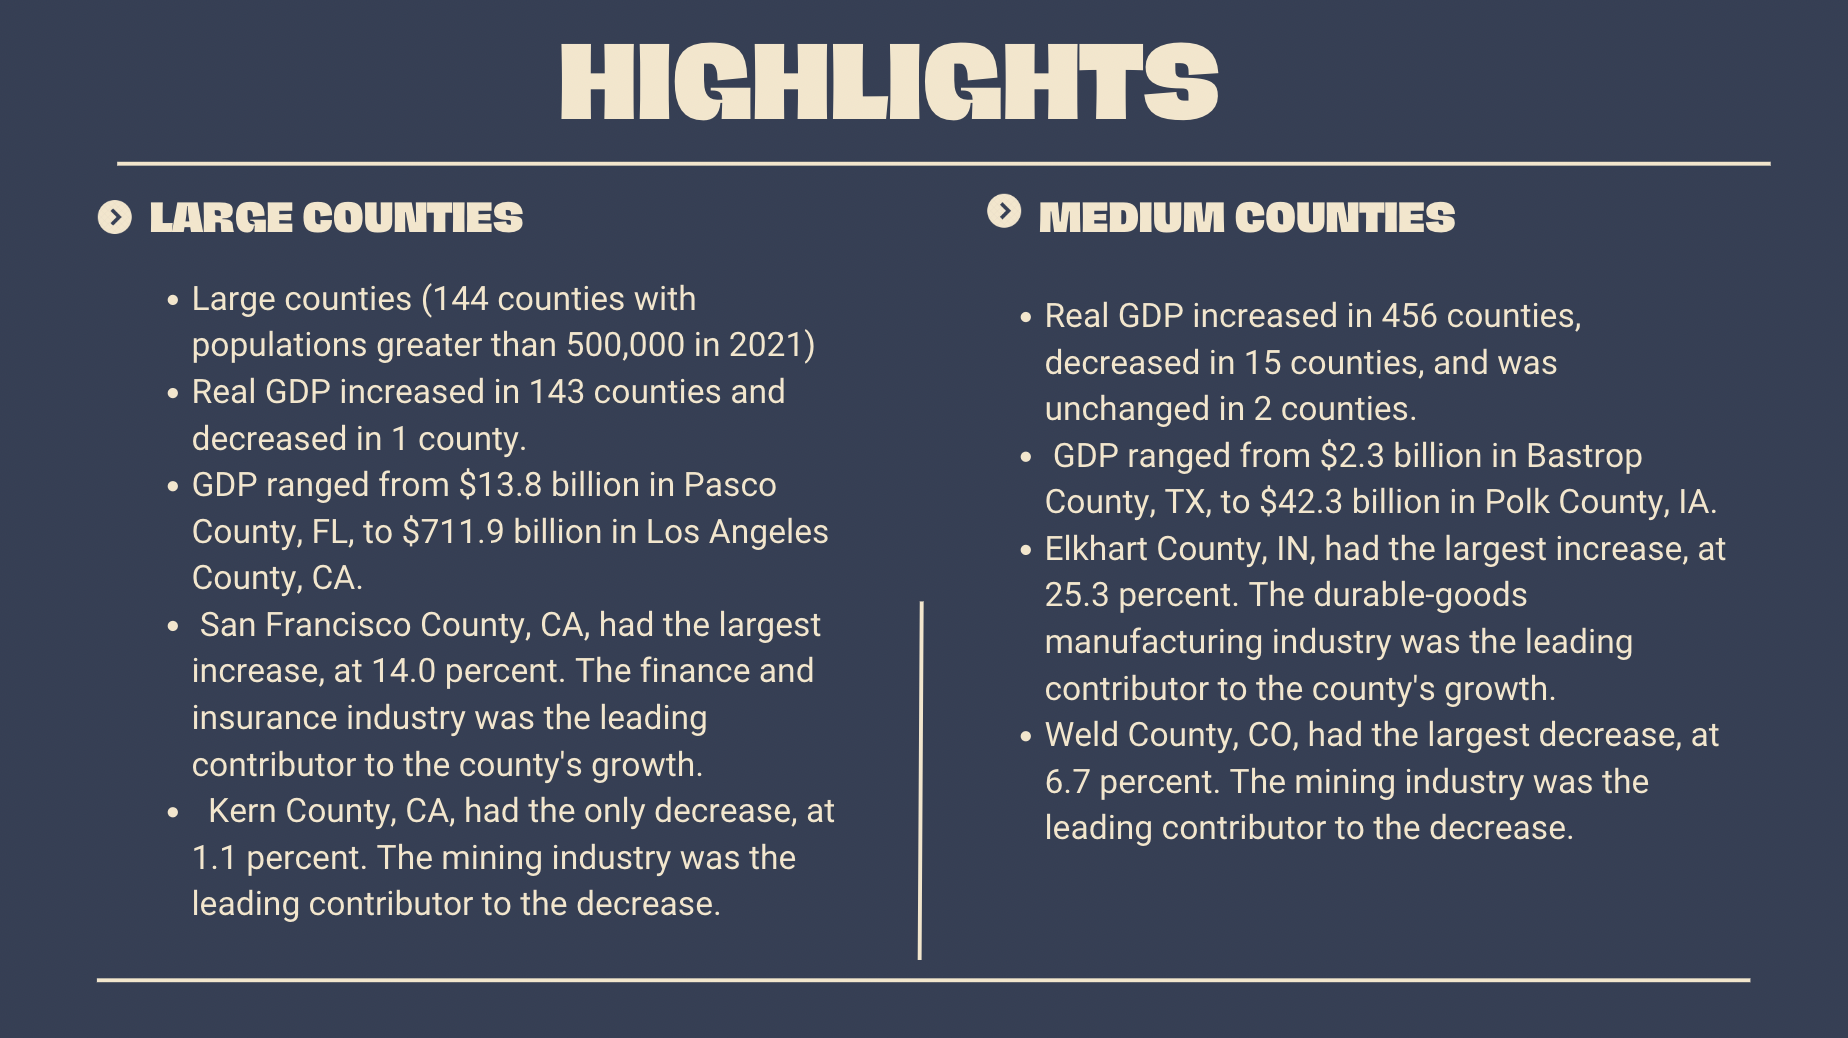 HIGHLIGHTS
LARGE COUNTIES
• Large counties (144 counties with
populations greater than 500,000 in 2021)
• Real GDP increased in 143 counties and
decreased in 1 county.
• GDP ranged from $13.8 billion in Pasco
County, FL, to $711.9 billion in Los Angeles
County, CA.
• San Francisco County, CA, had the largest
increase, at 14.0 percent. The finance and
insurance industry was the leading
contributor to the county's growth.
• Kern County, CA, had the only decrease, at
1.1 percent. The mining industry was the
leading contributor to the decrease.
MEDIUM COUNTIES
• Real GDP increased in 456 counties,
decreased in 15 counties, and was
unchanged in 2 counties.
• GDP ranged from $2.3 billion in Bastrop
County, TX, to $42.3 billion in Polk County, IA.
• Elkhart County, IN, had the largest increase, at
25.3 percent. The durable-goods
manufacturing industry was the leading
contributor to the county's growth.
• Weld County, CO, had the largest decrease, at
6.7 percent. The mining industry was the
leading contributor to the decrease.